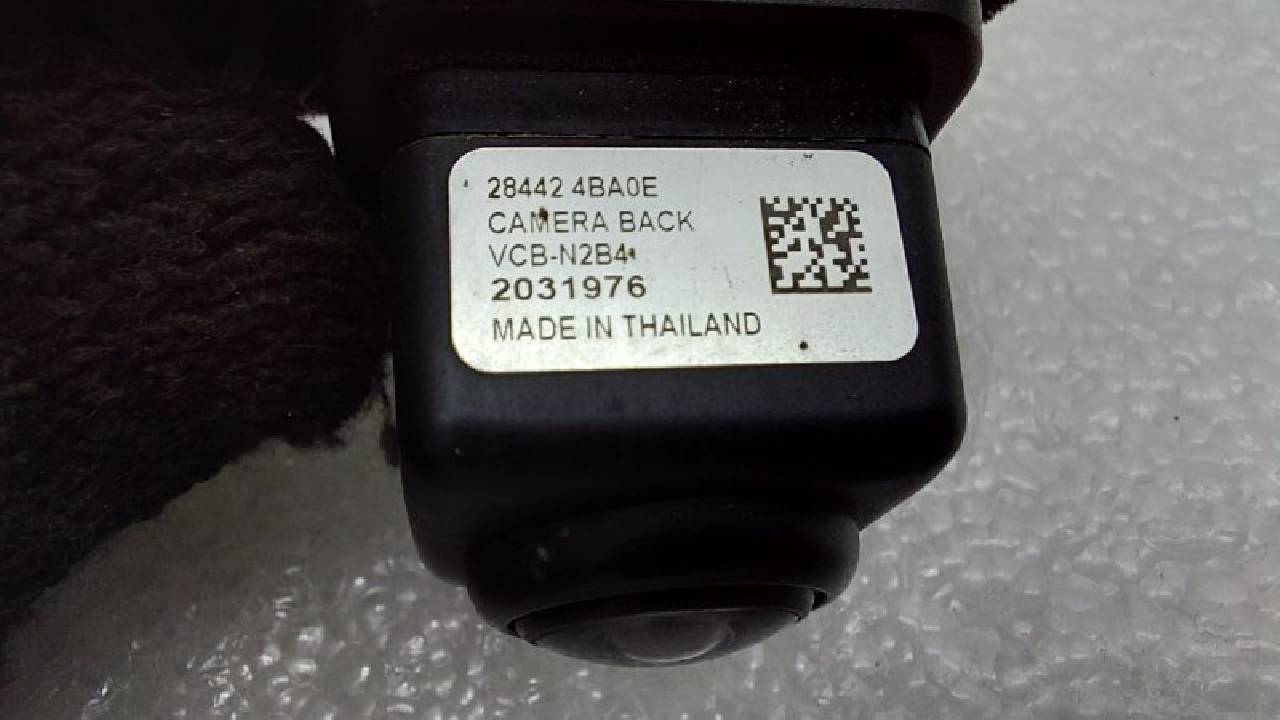 28442 4BA0E
CAMERA BACK
VCB-N2B4
2031976
MADE IN THAILAND